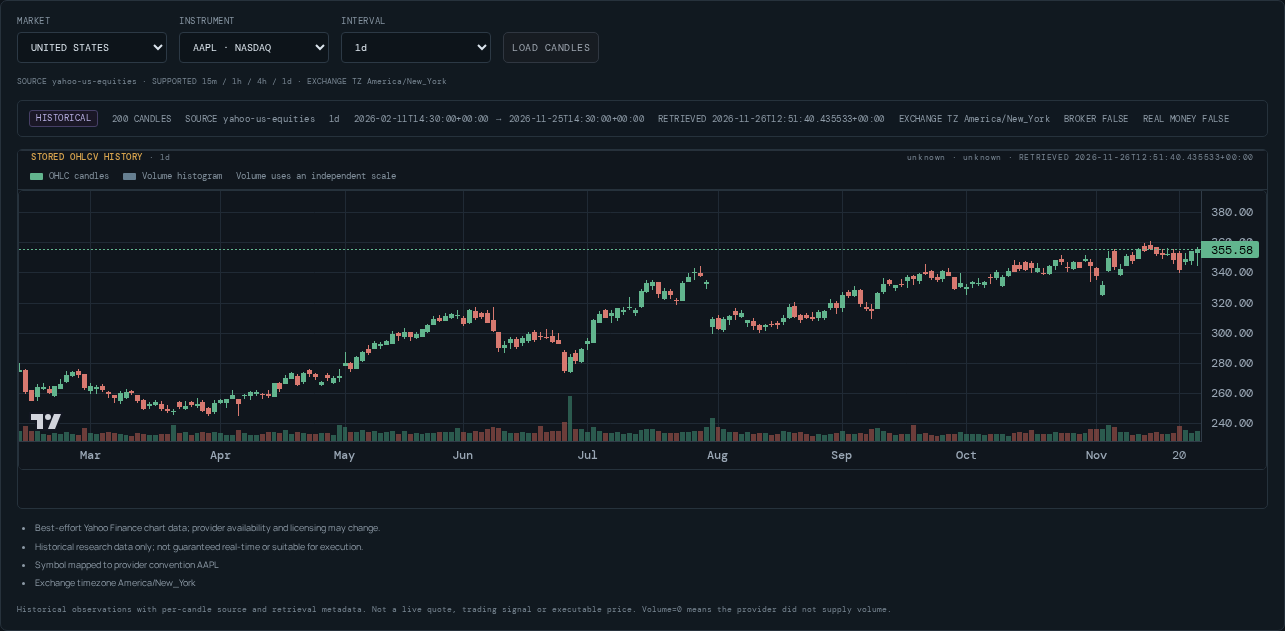 MARKET INSTRUMENT INTERVAL
UNITED STATES AAPL · NASDAQ 1d LOAD CANDLES
SOURCE yahoo-us-equities · SUPPORTED 15m / 1h / 4h / 1d · EXCHANGE TZ America/New_York
HISTORICAL 200 CANDLES SOURCE yahoo-us-equities 1d 2026-02-11T14:30:00+00:00 → 2026-11-25T14:30:00+00:00 RETRIEVED 2026-11-26T12:51:40.435533+00:00 EXCHANGE TZ America/New_York BROKER FALSE REAL MONEY FALSE
STORED OHLCV HISTORY · 1d unknown · unknown · RETRIEVED 2026-11-26T12:51:40.435533+00:00
OHLC candles Volume histogram Volume uses an independent scale
380.00
360.00
355.58
340.00
320.00
300.00
280.00
260.00
240.00
Mar Apr May Jun Jul Aug Sep Oct Nov 20
• Best-effort Yahoo Finance chart data; provider availability and licensing may change.
• Historical research data only; not guaranteed real-time or suitable for execution.
• Symbol mapped to provider convention AAPL
• Exchange timezone America/New_York
Historical observations with per-candle source and retrieval metadata. Not a live quote, trading signal or executable price. Volume=0 means the provider did not supply volume.